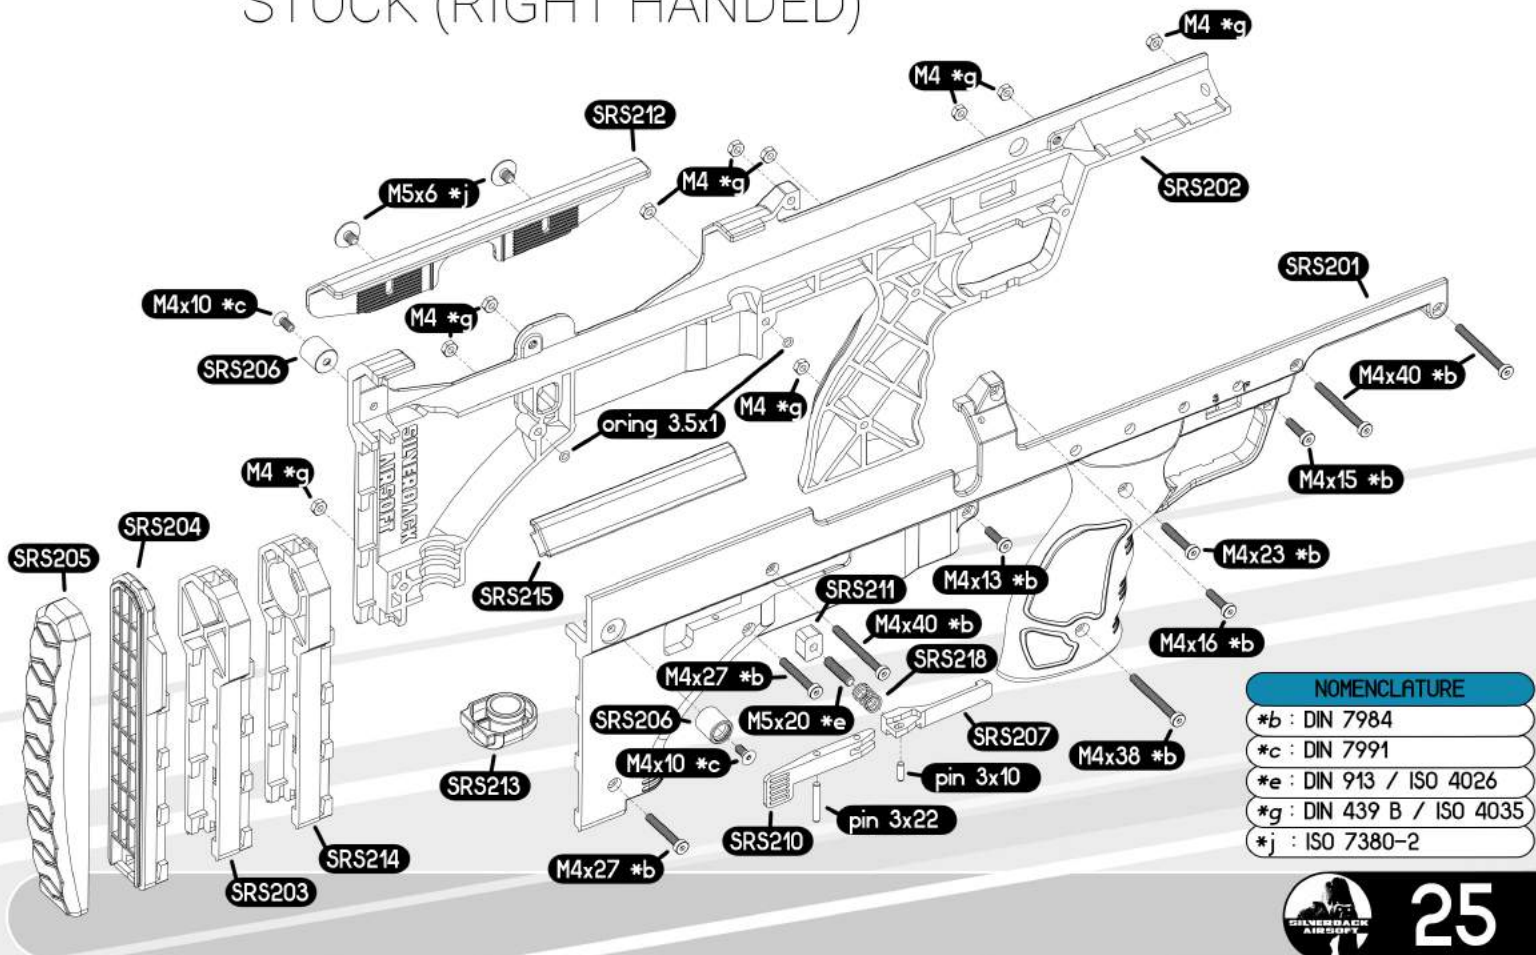 STOCK (RIGHT HANDED)
M4 *g
M4 *g
SRS212
M5x6 *j
M4 *g
SRS202
SRS201
M4x10 *c
M4 *g
SRS206
M4x40 *b
M4 *g
oring 3.5x1
SILVERBACK
AIRSOFT
M4 *g
M4x15 *b
SRS204
SRS205
M4x23 *b
M4x13 *b
SRS215
SRS211
M4x40 *b
M4x16 *b
SRS218
M4x27 *b
SRS206
M5x20 *e
SRS207
M4x38 *b
M4x10 *c
SRS213
pin 3x10
pin 3x22
SRS210
SRS214
M4x27 *b
SRS203
NOMENCLATURE
*b : DIN 7984
*c : DIN 7991
*e : DIN 913 / ISO 4026
*g : DIN 439 B / ISO 4035
*j : ISO 7380-2
SILVERBACK
AIRSOFT
25